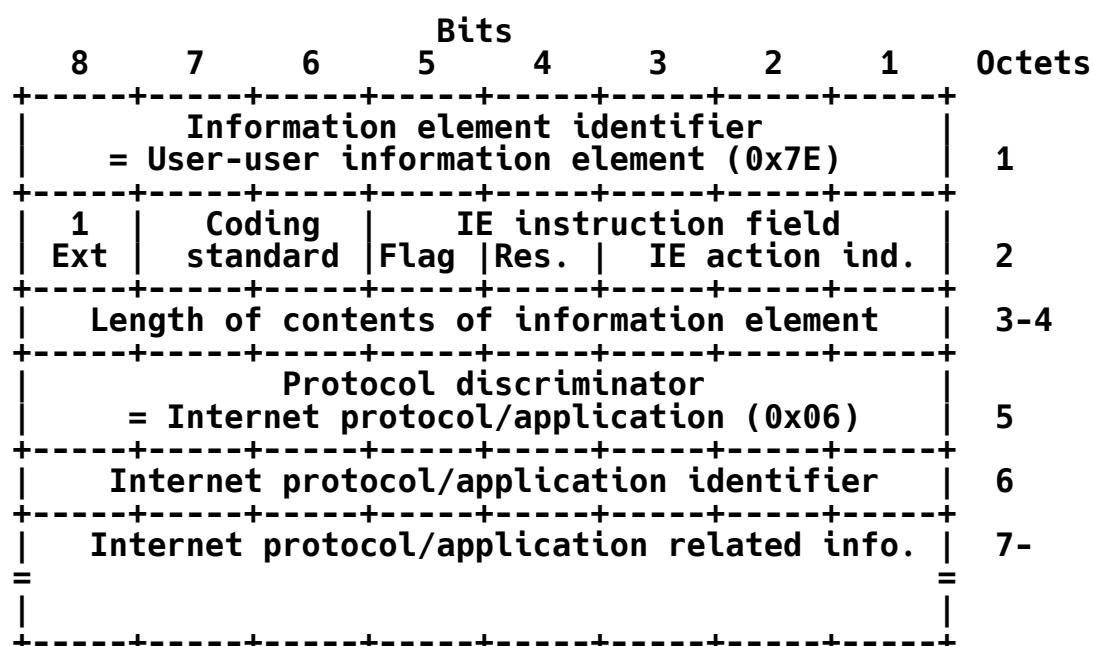 Bits
8 7 6 5 4 3 2 1 Octets
+-----+-----+-----+-----+-----+-----+-----+-----+
| Information element identifier |
| = User-user information element (0x7E) | 1
+-----+-----+-----+-----+-----+-----+-----+-----+
| 1 | Coding | IE instruction field |
| Ext | standard |Flag |Res. | IE action ind. | 2
+-----+-----+-----+-----+-----+-----+-----+-----+
| Length of contents of information element | 3-4
+-----+-----+-----+-----+-----+-----+-----+-----+
| Protocol discriminator |
| = Internet protocol/application (0x06) | 5
+-----+-----+-----+-----+-----+-----+-----+-----+
| Internet protocol/application identifier | 6
+-----+-----+-----+-----+-----+-----+-----+-----+
| Internet protocol/application related info. | 7-
= =
| |
+-----+-----+-----+-----+-----+-----+-----+-----+